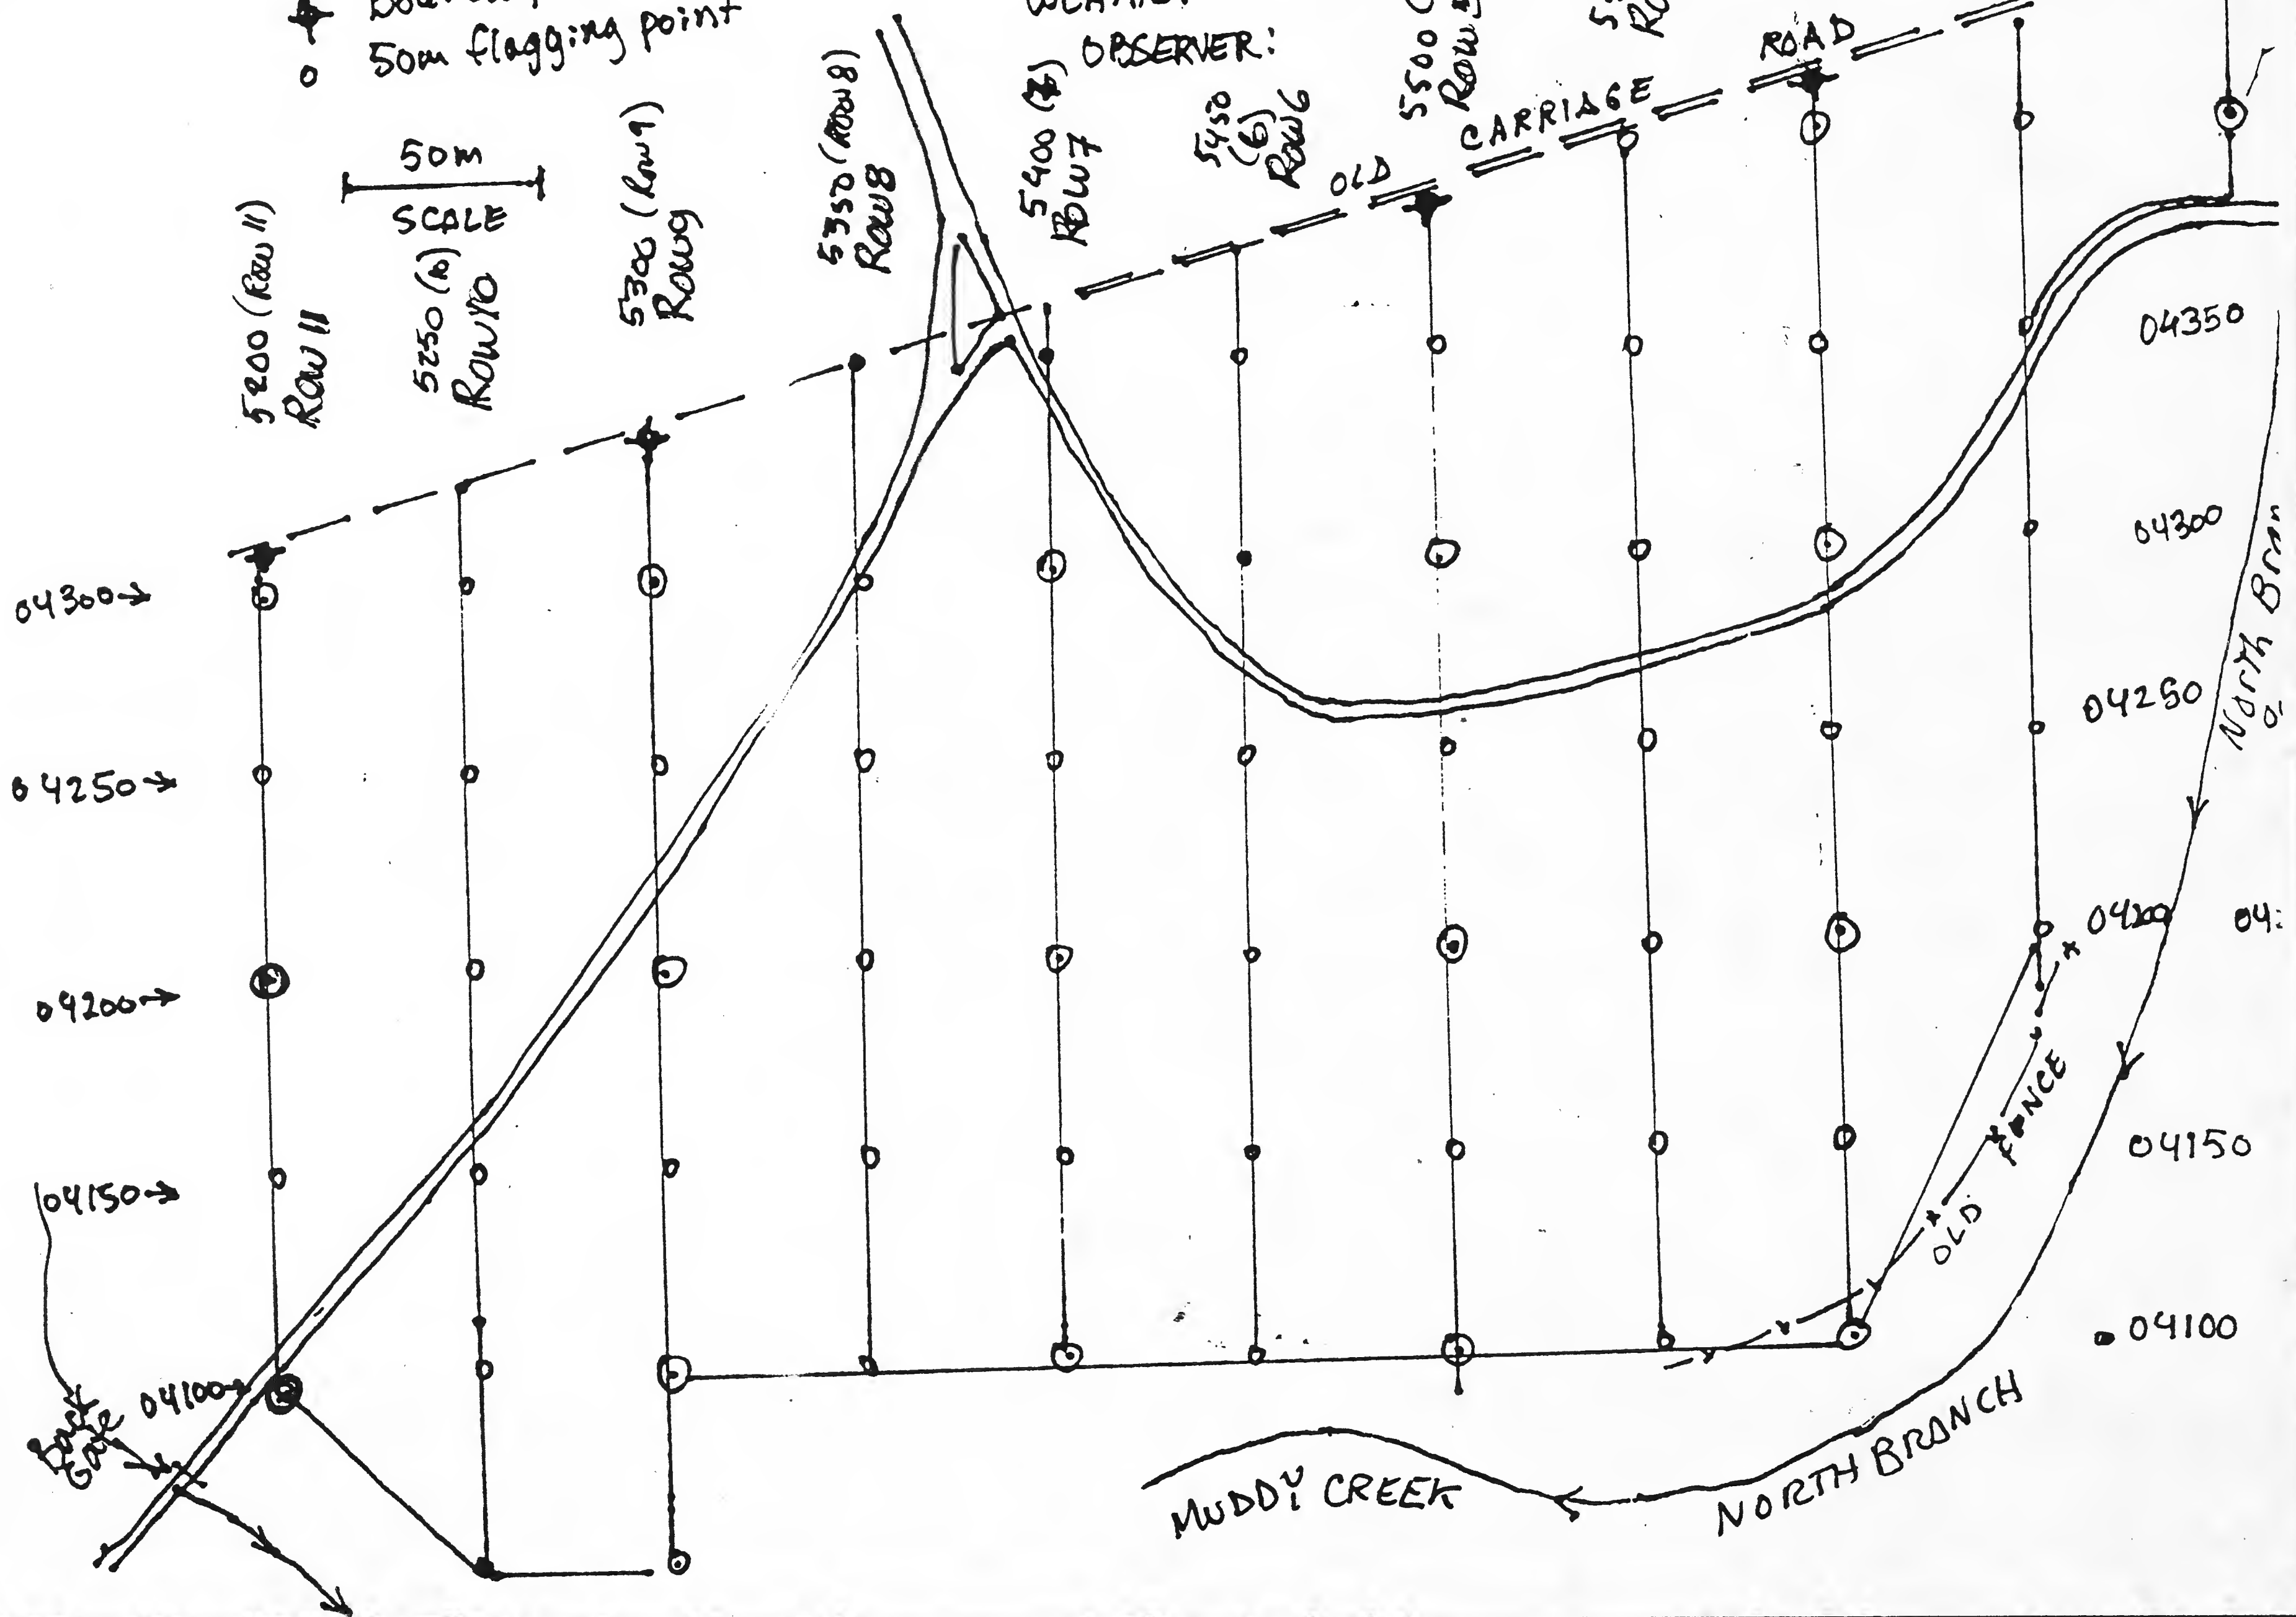 50m flagging point
OBSERVER:
50m
SCALE
5200 (Row 11)
Row 11
5250 (10)
Row 10
5300 (Row 9)
Row 9
5350 (Row 8)
Row 8
5400
Row 7
5450
(6)
Row 6
5500
OLD CARRIAGE ROAD
04350
04300
04250
04150
04100
04300
04250
04200
04150
04100
Back
Gate
North
OLD FENCE
MUDDY CREEK
NORTH BRANCH